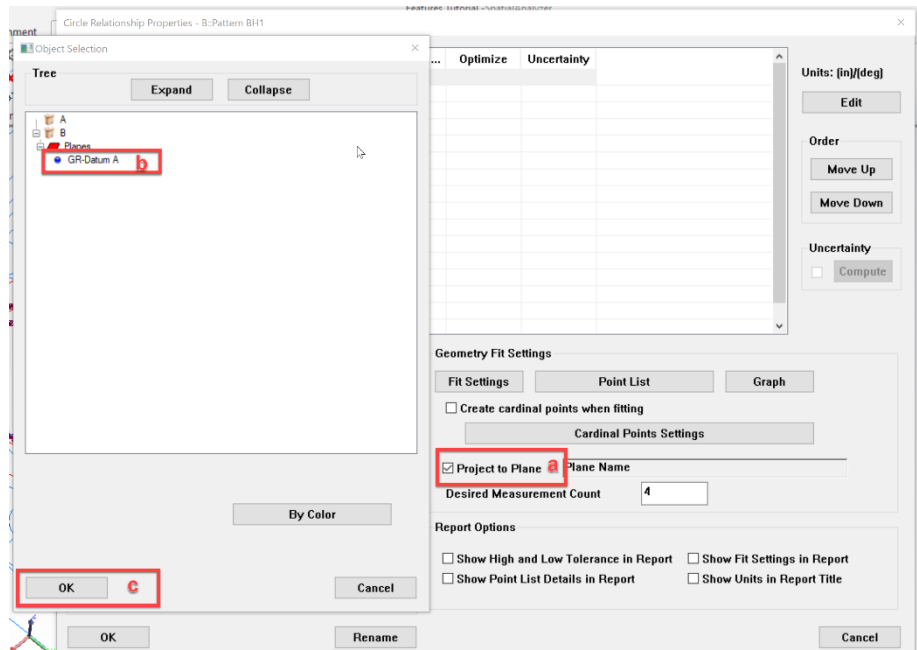 Features Tutorial -SpatialAnalyzer
nment
Circle Relationship Properties - B::Pattern BH1
Object Selection
Tree
Expand
Collapse
A
B
Planes
GR-Datum A
b
By Color
OK
c
Cancel
... Optimize Uncertainty
Units: (in)/(deg)
Edit
Order
Move Up
Move Down
Uncertainty
Compute
Geometry Fit Settings
Fit Settings
Point List
Graph
Create cardinal points when fitting
Cardinal Points Settings
Project to Plane
a
Plane Name
Desired Measurement Count
4
Report Options
Show High and Low Tolerance in Report
Show Fit Settings in Report
Show Point List Details in Report
Show Units in Report Title
OK
Rename
Cancel